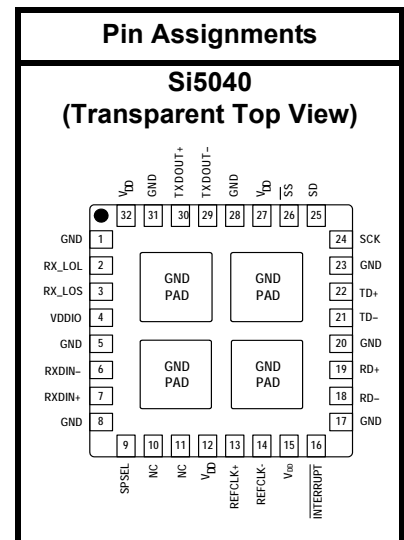 Pin Assignments
Si5040
(Transparent Top View)
VDD
GND
TXDOUT+
TXDOUT–
GND
VDD
SS
SD
32 31 30 29 28 27 26 25
GND 1
RX_LOL 2
RX_LOS 3
VDDIO 4
GND 5
RXDIN– 6
RXDIN+ 7
GND 8
GND
PAD
GND
PAD
GND
PAD
GND
PAD
24 SCK
23 GND
22 TD+
21 TD–
20 GND
19 RD+
18 RD–
17 GND
9 10 11 12 13 14 15 16
SPSEL
NC
NC
VDD
REFCLK+
REFCLK-
VDD
INTERRUPT